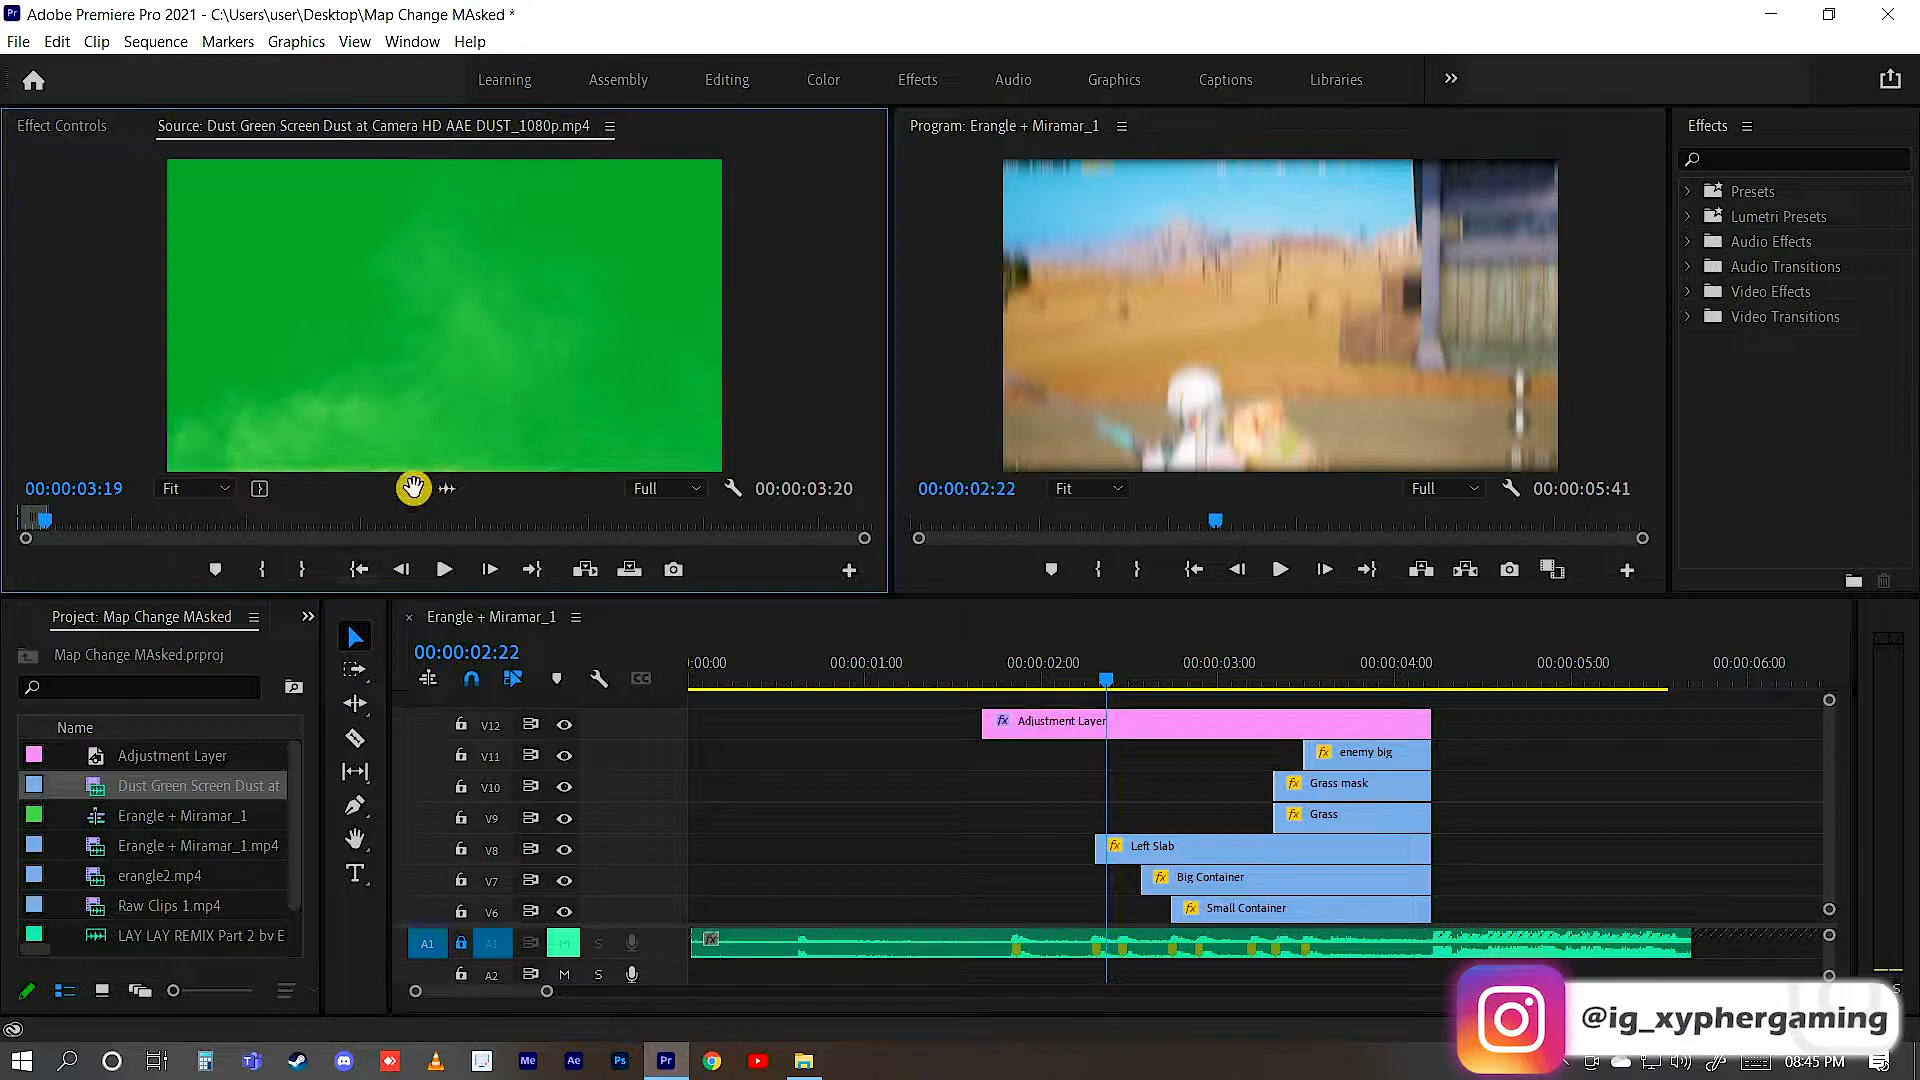 Adobe Premiere Pro 2021 - C:\Users\user\Desktop\Map Change MAsked *
File Edit Clip Sequence Markers Graphics View Window Help
Learning Assembly Editing Color Effects Audio Graphics Captions Libraries
Effect Controls Source: Dust Green Screen Dust at Camera HD AAE DUST_1080p.mp4
Program: Erangle + Miramar_1
Effects
Presets
Lumetri Presets
Audio Effects
Audio Transitions
Video Effects
Video Transitions
00:00:03:19 Fit Full 00:00:03:20
00:00:02:22 Fit Full 00:00:05:41
Project: Map Change MAsked
Map Change MAsked.prproj
Name
Adjustment Layer
Dust Green Screen Dust at
Erangle + Miramar_1
Erangle + Miramar_1.mp4
erangle2.mp4
Raw Clips 1.mp4
LAY LAY REMIX Part 2 bv E
Erangle + Miramar_1
00:00:02:22
:00:00 00:00:01:00 00:00:02:00 00:00:03:00 00:00:04:00 00:00:05:00 00:00:06:00
V12 Adjustment Layer
V11 enemy big
V10 Grass mask
V9 Grass
V8 Left Slab
V7 Big Container
V6 Small Container
A1 A1 M S
A2 M S
@ig_xyphergaming
08:45 PM